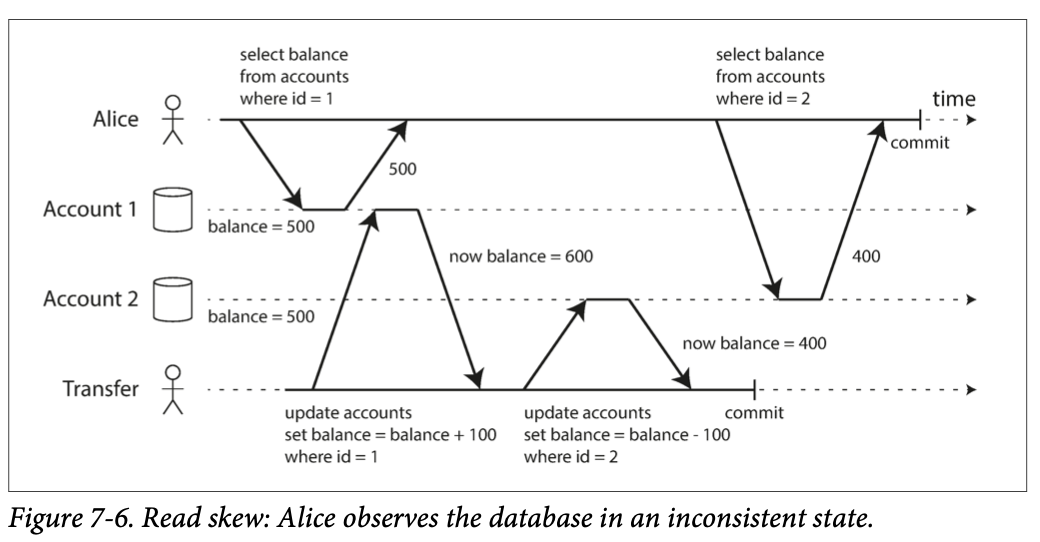 select balance
from accounts
where id = 1
select balance
from accounts
where id = 2
time
Alice
commit
500
Account 1
balance = 500
now balance = 600
400
Account 2
balance = 500
now balance = 400
Transfer
update accounts
set balance = balance + 100
where id = 1
update accounts
set balance = balance - 100
where id = 2
commit
Figure 7-6. Read skew: Alice observes the database in an inconsistent state.